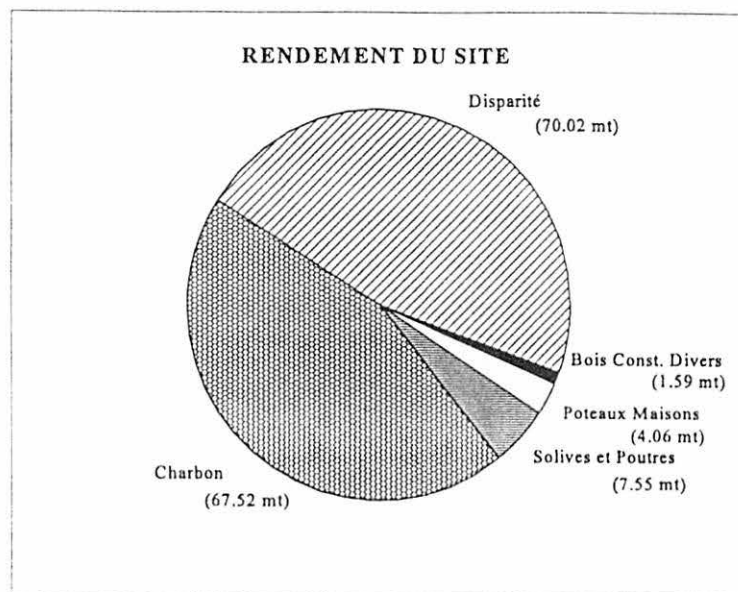 RENDEMENT DU SITE
Disparité
(70.02 mt)
Bois Const. Divers
(1.59 mt)
Poteaux Maisons
(4.06 mt)
Solives et Poutres
(7.55 mt)
Charbon
(67.52 mt)